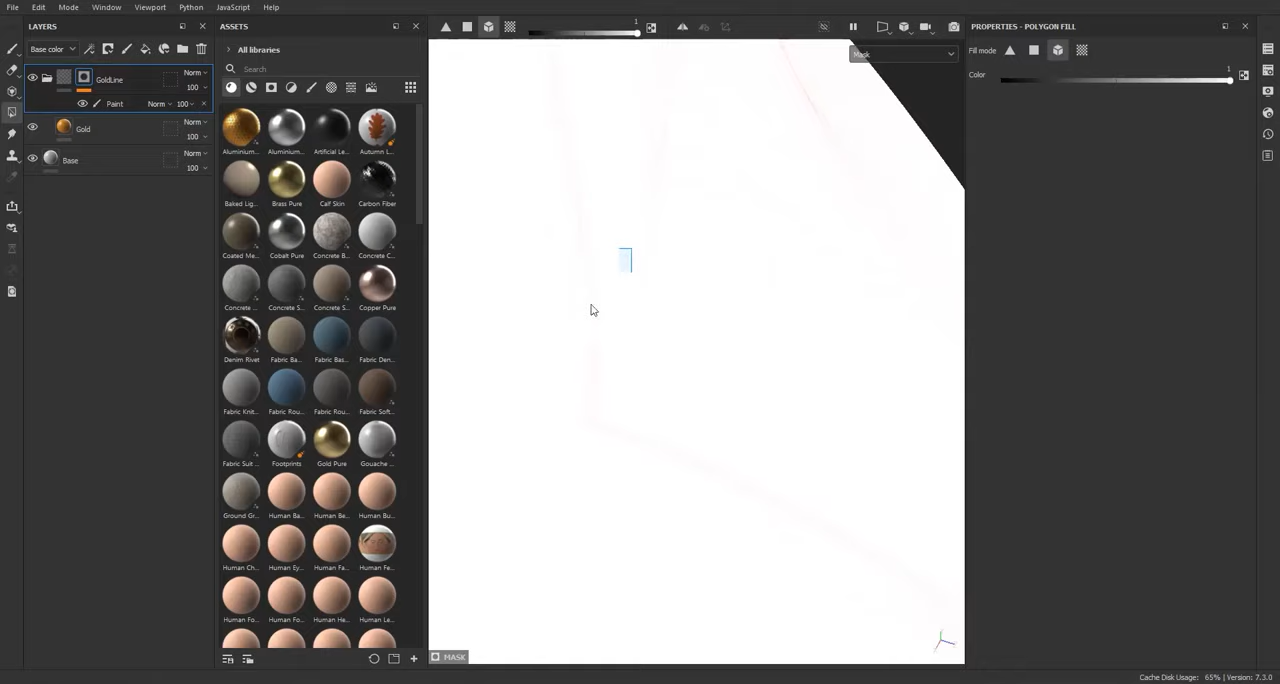 File Edit Mode Window Viewport Python JavaScript Help
LAYERS
Base color
GoldLine
Norm
100
Paint Norm 100
Gold
Norm
100
Base
Norm
100
ASSETS
All libraries
Search
Aluminium... Aluminium... Artificial Le... Autumn L...
Baked Lig... Brass Pure Calf Skin Carbon Fiber
Coated Me... Cobalt Pure Concrete B... Concrete C...
Concrete ... Concrete S... Concrete S... Copper Pure
Denim Rivet Fabric Ba... Fabric Bas... Fabric Den...
Fabric Knit... Fabric Rou... Fabric Rou... Fabric Soft...
Fabric Suit ... Footprints Gold Pure Gouache ...
Ground Gr... Human Ba... Human Be... Human Bu...
Human Ch... Human Ey... Human Fa... Human Fe...
Human Fo... Human Fo... Human He... Human Le...
1
Mask
MASK
PROPERTIES - POLYGON FILL
Fill mode
Color
1
Cache Disk Usage: 65% | Version: 7.3.0